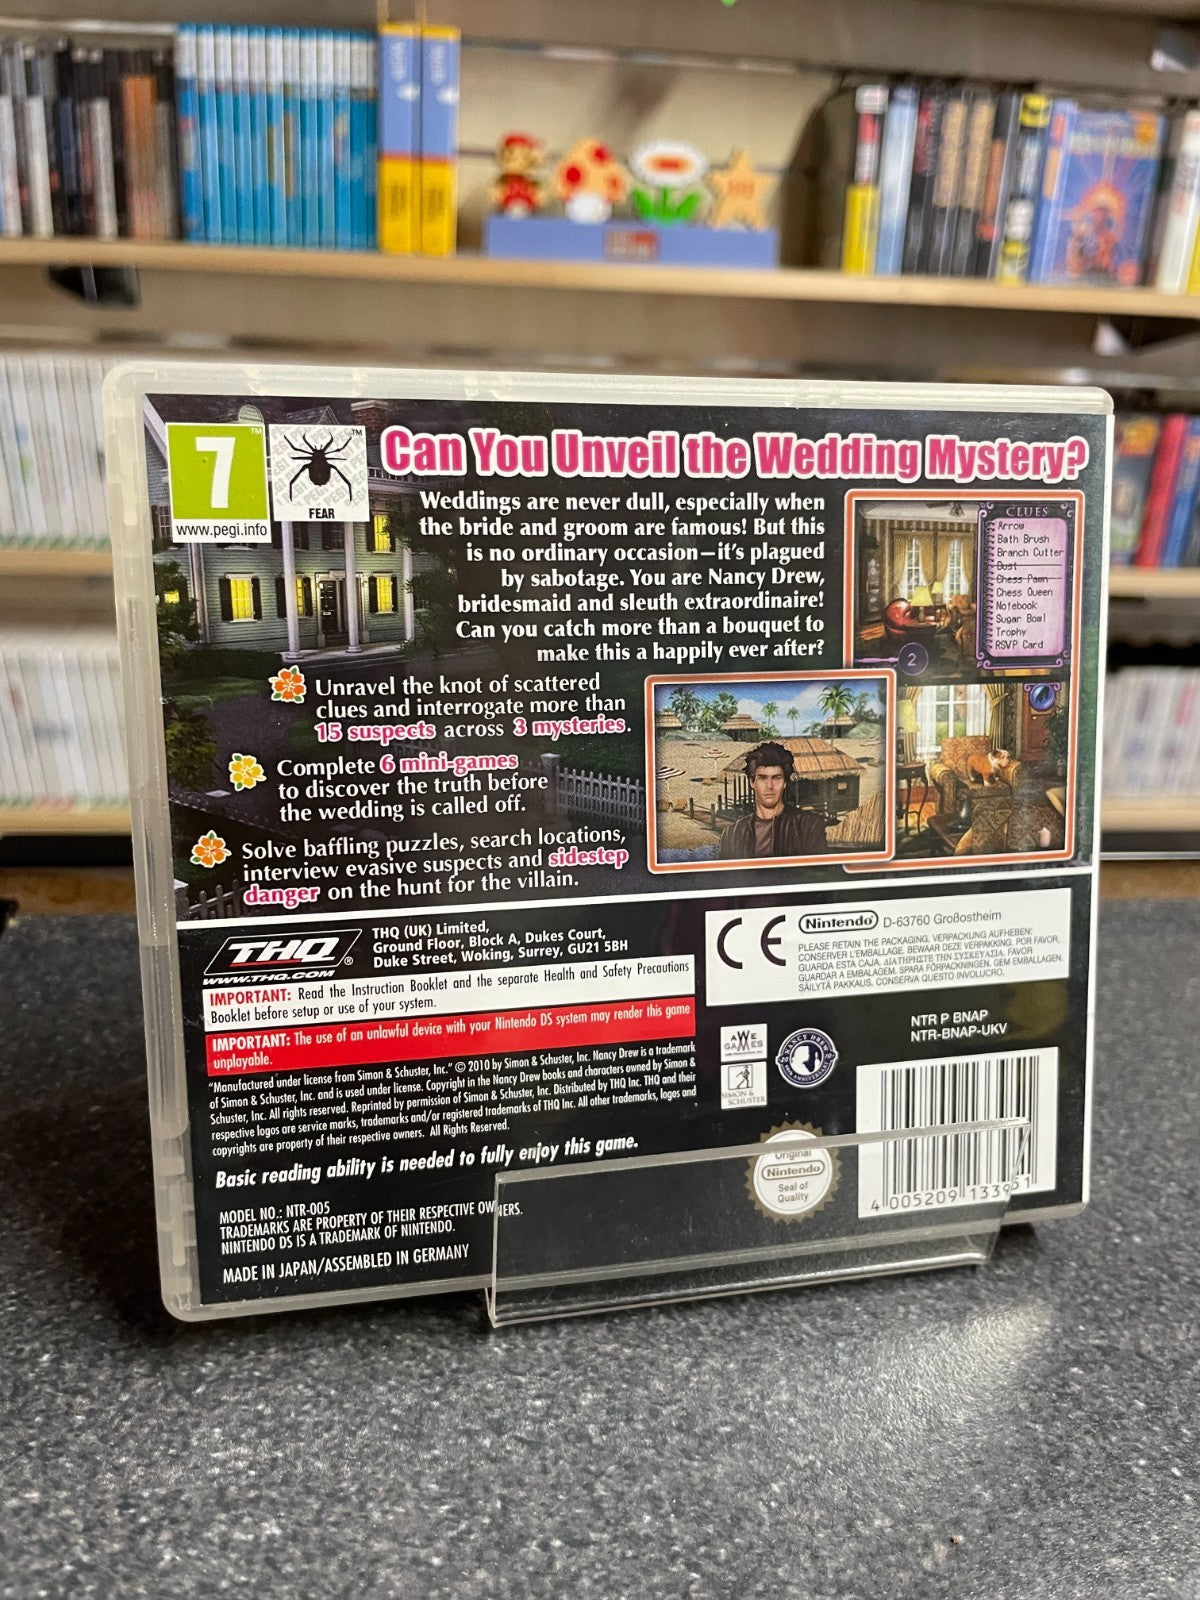 7
www.pegi.info
FEAR
Can You Unveil the Wedding Mystery?
Weddings are never dull, especially when
the bride and groom are famous! But this
is no ordinary occasion—it's plagued
by sabotage. You are Nancy Drew,
bridesmaid and sleuth extraordinaire!
Can you catch more than a bouquet to
make this a happily ever after?
CLUES
Arrow
Bath Brush
Branch Cutter
Dust
Chess Pawn
Chess Queen
Notebook
Sugar Bowl
Trophy
RSVP Card
2
Unravel the knot of scattered
clues and interrogate more than
15 suspects across 3 mysteries.
Complete 6 mini-games
to discover the truth before
the wedding is called off.
Solve baffling puzzles, search locations,
interview evasive suspects and sidestep
danger on the hunt for the villain.
THQ®
www.THQ.com
THQ (UK) Limited,
Ground Floor, Block A, Dukes Court,
Duke Street, Woking, Surrey, GU21 5BH
IMPORTANT: Read the Instruction Booklet and the separate Health and Safety Precautions
Booklet before setup or use of your system.
IMPORTANT: The use of an unlawful device with your Nintendo DS system may render this game
unplayable.
"Manufactured under license from Simon & Schuster, Inc." © 2010 by Simon & Schuster, Inc. Nancy Drew is a trademark
of Simon & Schuster, Inc. and is used under license. Copyright in the Nancy Drew books and characters owned by Simon &
Schuster, Inc. All rights reserved. Reprinted by permission of Simon & Schuster, Inc. Distributed by THQ Inc. THQ and their
respective logos are service marks, trademarks and/or registered trademarks of THQ Inc. All other trademarks, logos and
copyrights are property of their respective owners. All Rights Reserved.
Basic reading ability is needed to fully enjoy this game.
MODEL NO.: NTR-005
TRADEMARKS ARE PROPERTY OF THEIR RESPECTIVE OWNERS.
NINTENDO DS IS A TRADEMARK OF NINTENDO.
MADE IN JAPAN/ASSEMBLED IN GERMANY
CE
Nintendo D-63760 Großostheim
PLEASE RETAIN THE PACKAGING. VERPACKUNG AUFHEBEN.
CONSERVER L'EMBALLAGE. BEWAAR DEZE VERPAKKING. POR FAVOR,
GUARDA ESTA CAJA. ΔΙΑΤΗΡΗΣΤΕ ΤΗΝ ΣΥΣΚΕΥΑΣΙΑ. FAVOR
GUARDAR A EMBALAGEM. SPARA FÖRPACKNINGEN. GEM EMBALLAGEN.
SÄILYTÄ PAKKAUS. CONSERVA QUESTO INVOLUCRO.
NTR P BNAP
NTR-BNAP-UKV
AWE
GAMES
NANCY DREW
ANNIVERSARY
SIMON &
SCHUSTER
Original
Nintendo
Seal of
Quality
4 005209 133951